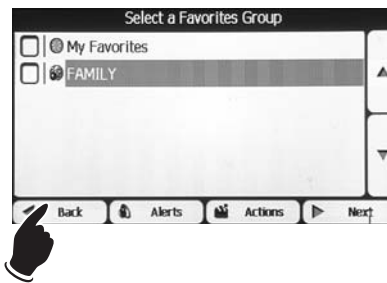 Select a Favorites Group
My Favorites
FAMILY
Back Alerts Actions Next